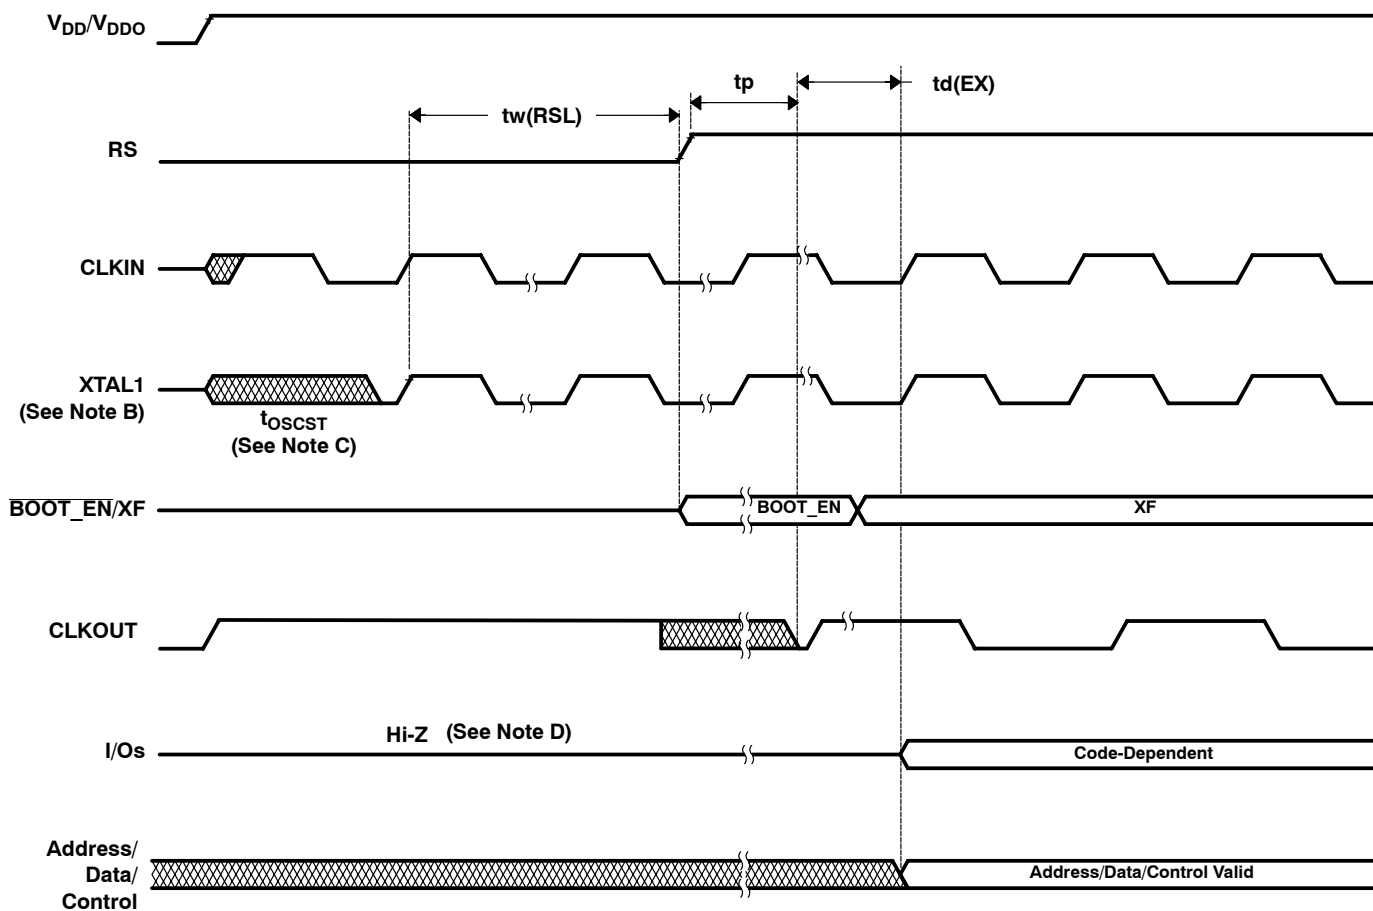 VDD/VDDO
tp
td(EX)
tw(RSL)
RS
CLKIN
XTAL1
(See Note B)
tOSCST
(See Note C)
BOOT_EN/XF
BOOT_EN
XF
CLKOUT
Hi-Z (See Note D)
I/Os
Code-Dependent
Address/
Data/
Control
Address/Data/Control Valid